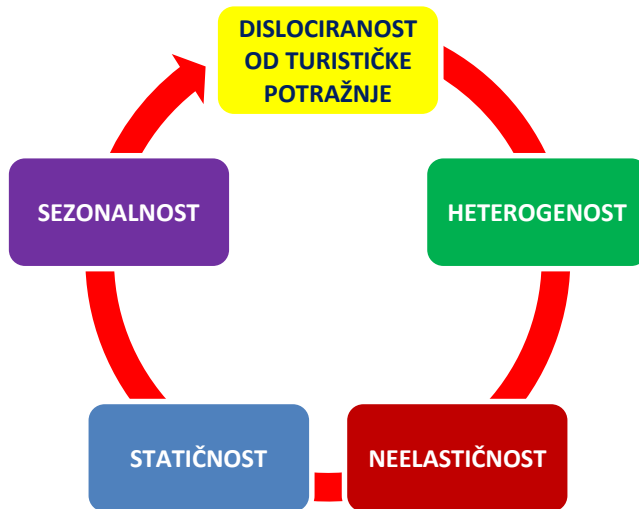 DISLOCIRANOST
OD TURISTIČKE
POTRAŽNJE
HETEROGENOST
NEELASTIČNOST
STATIČNOST
SEZONALNOST